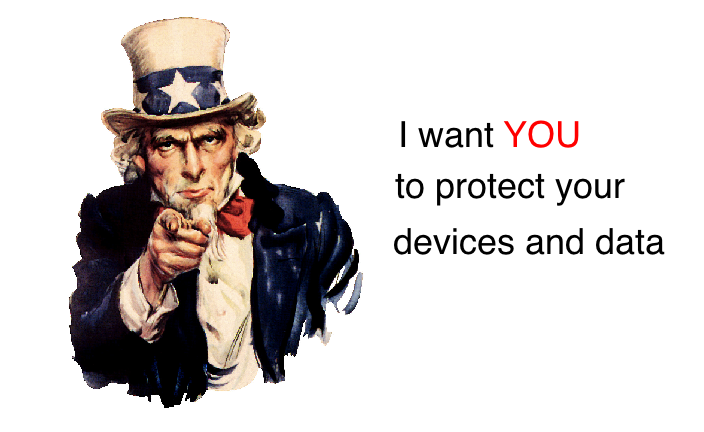 I want YOU
to protect your
devices and data